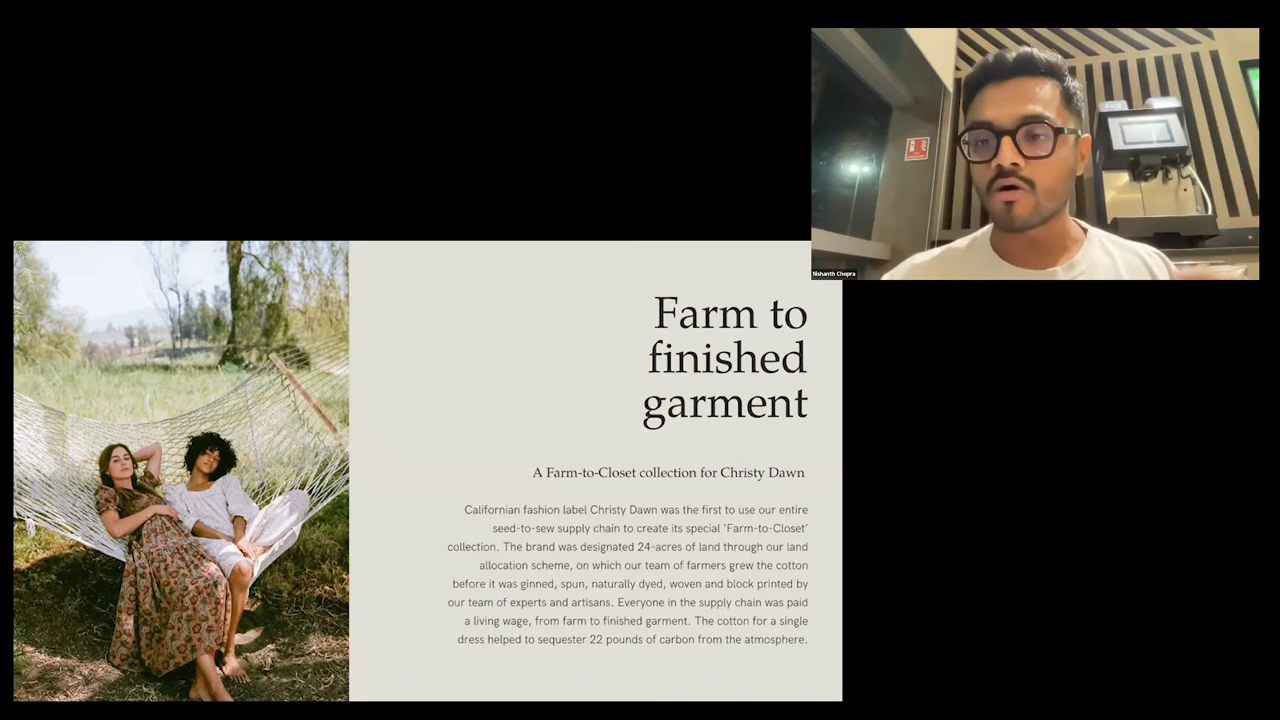 Nishanth Chopra
Farm to
finished
garment
A Farm-to-Closet collection for Christy Dawn
Californian fashion label Christy Dawn was the first to use our entire
seed-to-sew supply chain to create its special ‘Farm-to-Closet’
collection. The brand was designated 24-acres of land through our land
allocation scheme, on which our team of farmers grew the cotton
before it was ginned, spun, naturally dyed, woven and block printed by
our team of experts and artisans. Everyone in the supply chain was paid
a living wage, from farm to finished garment. The cotton for a single
dress helped to sequester 22 pounds of carbon from the atmosphere.